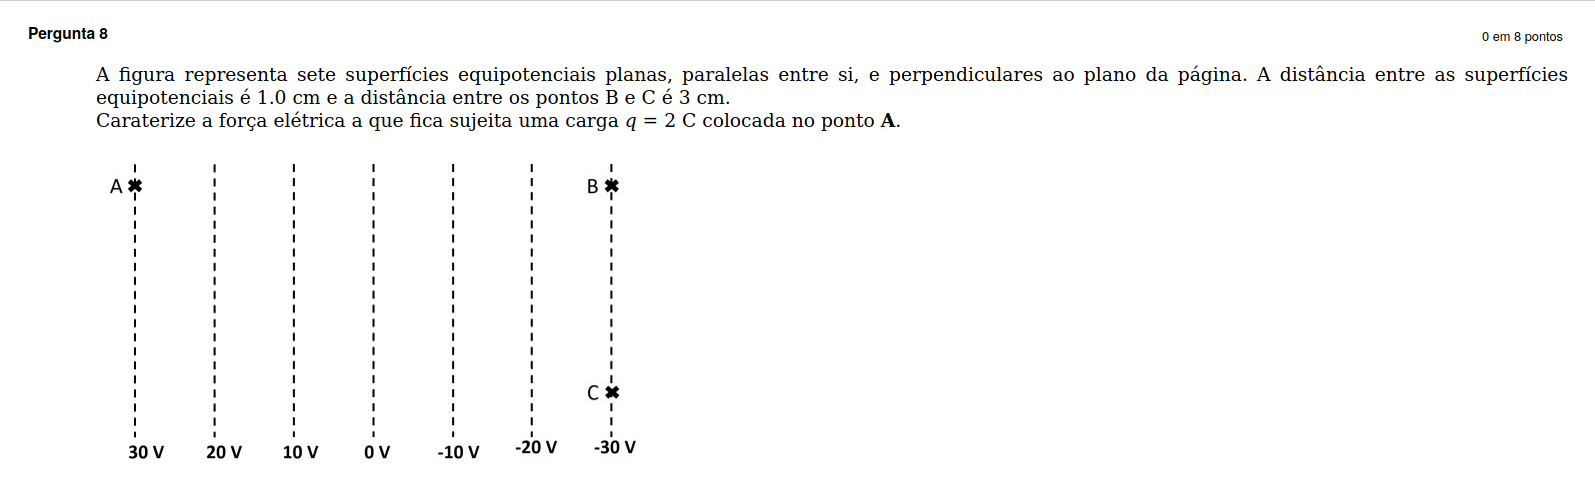 Pergunta 8
0 em 8 pontos
A figura representa sete superfícies equipotenciais planas, paralelas entre si, e perpendiculares ao plano da página. A distância entre as superfícies
equipotenciais é 1.0 cm e a distância entre os pontos B e C é 3 cm.
Caraterize a força elétrica a que fica sujeita uma carga q = 2 C colocada no ponto A.
A B
C
30 V 20 V 10 V 0 V -10 V -20 V -30 V